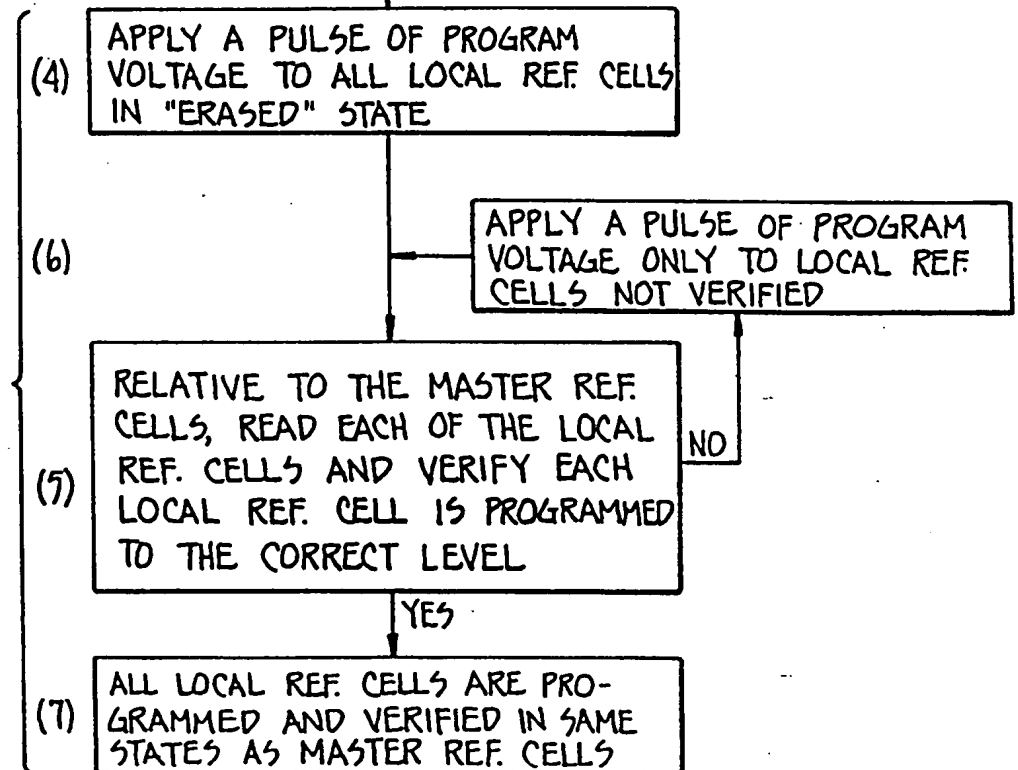 (4)
APPLY A PULSE OF PROGRAM
VOLTAGE TO ALL LOCAL REF. CELLS
IN "ERASED" STATE
(6)
APPLY A PULSE OF PROGRAM
VOLTAGE ONLY TO LOCAL REF.
CELLS NOT VERIFIED
(5)
RELATIVE TO THE MASTER REF.
CELLS, READ EACH OF THE LOCAL
REF. CELLS AND VERIFY EACH
LOCAL REF. CELL IS PROGRAMMED
TO THE CORRECT LEVEL
NO
YES
(7)
ALL LOCAL REF. CELLS ARE PRO-
GRAMMED AND VERIFIED IN SAME
STATES AS MASTER REF. CELLS